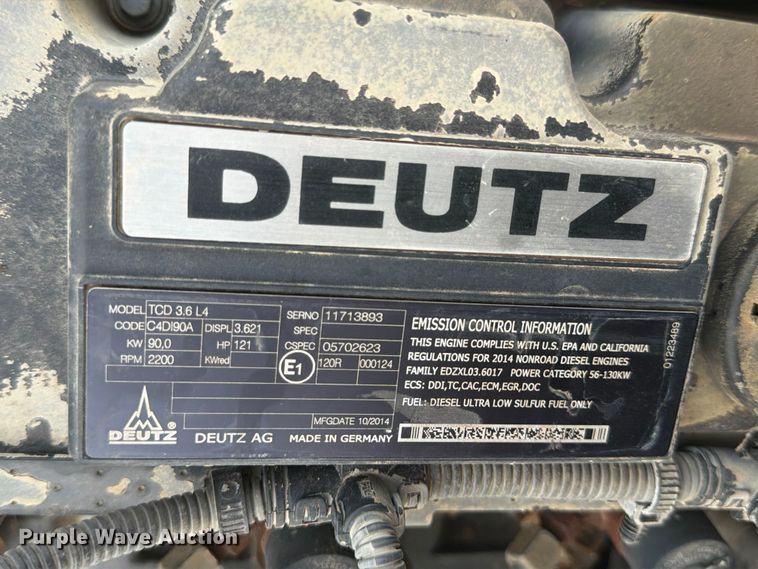 DEUTZ
MODEL TCD 3.6 L4
CODE C4DI90A DISPL 3.621
KW 90,0 HP 121
RPM 2200 KWred
SERNO 11713893
SPEC
CSPEC 05702623
E1 120R 000124
MFGDATE 10/2014
DEUTZ
DEUTZ AG MADE IN GERMANY
EMISSION CONTROL INFORMATION
THIS ENGINE COMPLIES WITH U.S. EPA AND CALIFORNIA
REGULATIONS FOR 2014 NONROAD DIESEL ENGINES
FAMILY EDZXL03.6017 POWER CATEGORY 56-130KW
ECS: DDI,TC,CAC,ECM,EGR,DOC
FUEL: DIESEL ULTRA LOW SULFUR FUEL ONLY
01223489
Purple Wave Auction